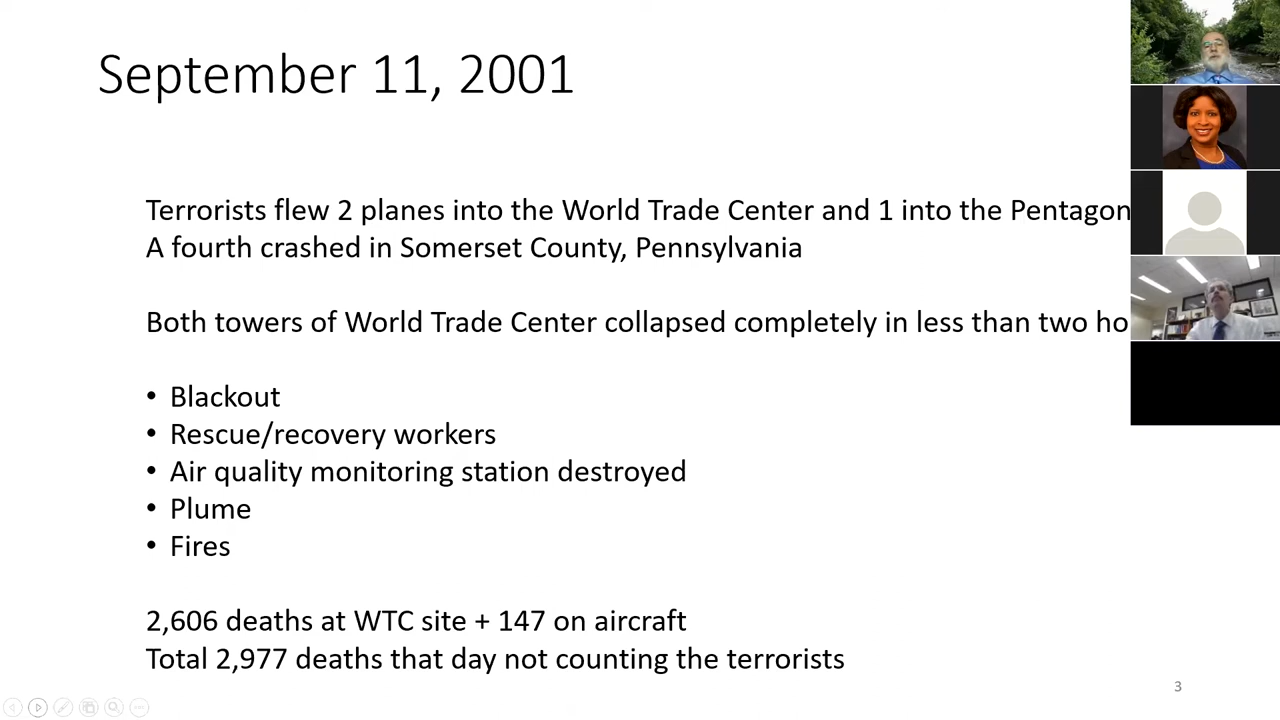 September 11, 2001
Terrorists flew 2 planes into the World Trade Center and 1 into the Pentagon
A fourth crashed in Somerset County, Pennsylvania
Both towers of World Trade Center collapsed completely in less than two ho
• Blackout
• Rescue/recovery workers
• Air quality monitoring station destroyed
• Plume
• Fires
2,606 deaths at WTC site + 147 on aircraft
Total 2,977 deaths that day not counting the terrorists
3